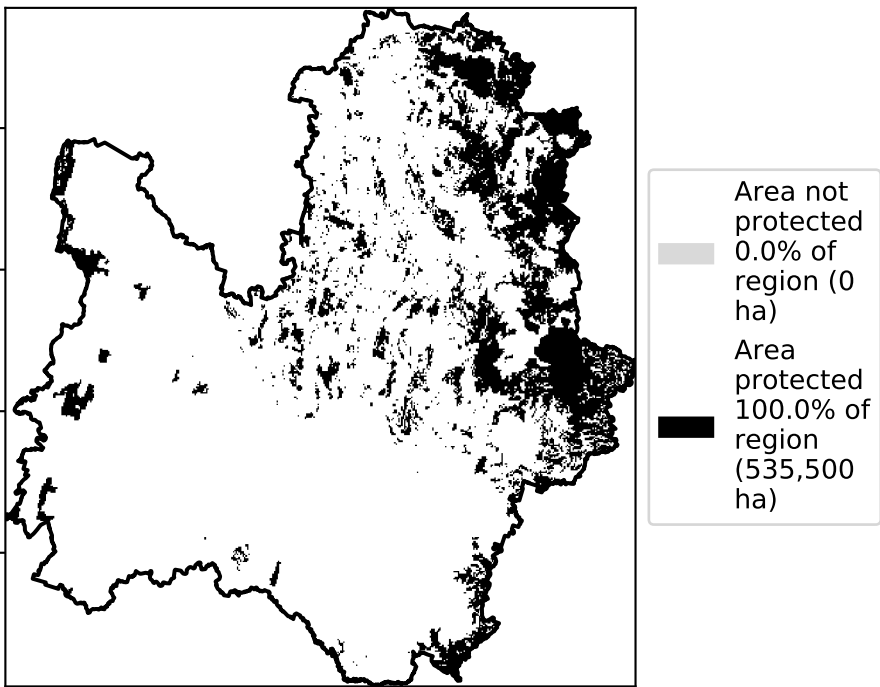 Area not
protected
0.0% of
region (0
ha)
Area
protected
100.0% of
region
(535,500
ha)